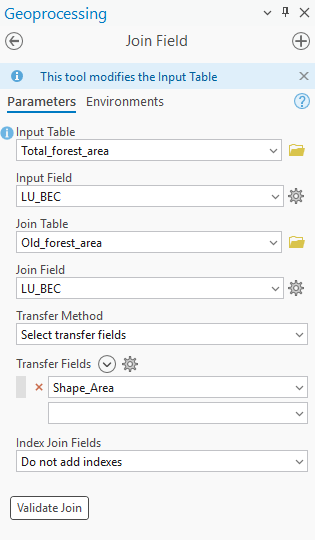 Geoprocessing
Join Field
This tool modifies the Input Table
Parameters Environments
Input Table
Total_forest_area
Input Field
LU_BEC
Join Table
Old_forest_area
Join Field
LU_BEC
Transfer Method
Select transfer fields
Transfer Fields
Shape_Area
Index Join Fields
Do not add indexes
Validate Join